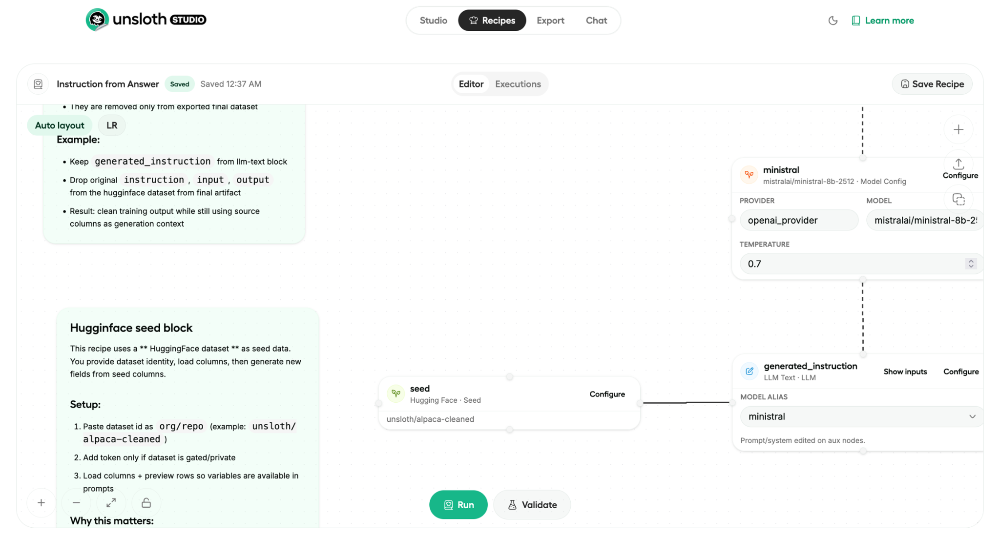 unsloth STUDIO
Studio
Recipes
Export
Chat
Learn more
Instruction from Answer
Saved
Saved 12:37 AM
Editor
Executions
Save Recipe
• They are removed only from exported final dataset
Auto layout
LR
Example:
• Keep generated_instruction from llm-text block
• Drop original instruction , input , output
from the hugginface dataset from final artifact
• Result: clean training output while still using source
columns as generation context
ministral
mistralai/ministral-8b-2512 · Model Config
Configure
PROVIDER
MODEL
openai_provider
mistralai/ministral-8b-25
TEMPERATURE
0.7
Hugginface seed block
This recipe uses a ** HuggingFace dataset ** as seed data.
You provide dataset identity, load columns, then generate new
fields from seed columns.
Setup:
1. Paste dataset id as org/repo (example: unsloth/
alpaca-cleaned )
2. Add token only if dataset is gated/private
3. Load columns + preview rows so variables are available in
prompts
Why this matters:
seed
Hugging Face · Seed
Configure
unsloth/alpaca-cleaned
generated_instruction
LLM Text · LLM
Show inputs
Configure
MODEL ALIAS
ministral
Prompt/system edited on aux nodes.
Run
Validate